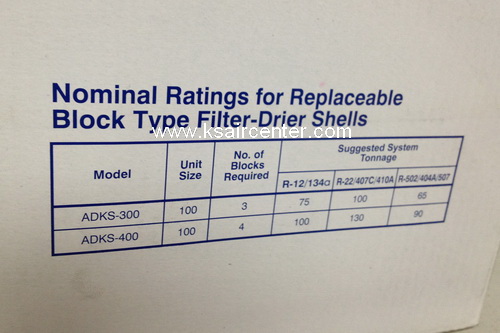 Nominal Ratings for Replaceable
Block Type Filter-Drier Shells
www.ksaircenter.com
Model Unit Size No. of Blocks Required Suggested System Tonnage
R-12/134a R-22/407C/410A R-502/404A/507
ADKS-300 100 3 75 100 65
ADKS-400 100 4 100 130 90